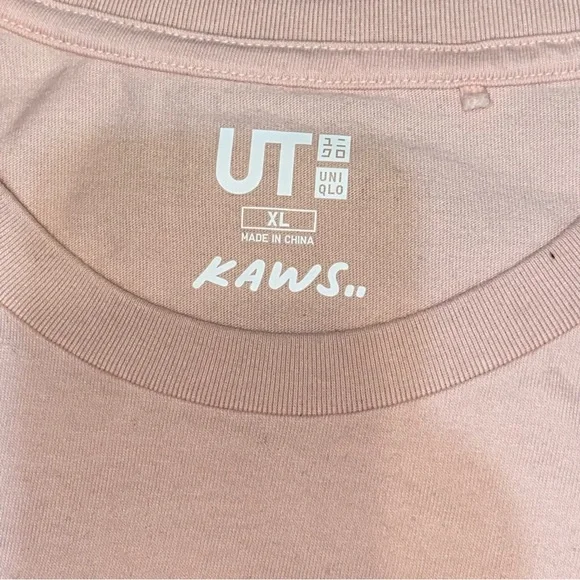 UT ユニ
クロ
UNI
QLO
XL
MADE IN CHINA
KAWS..